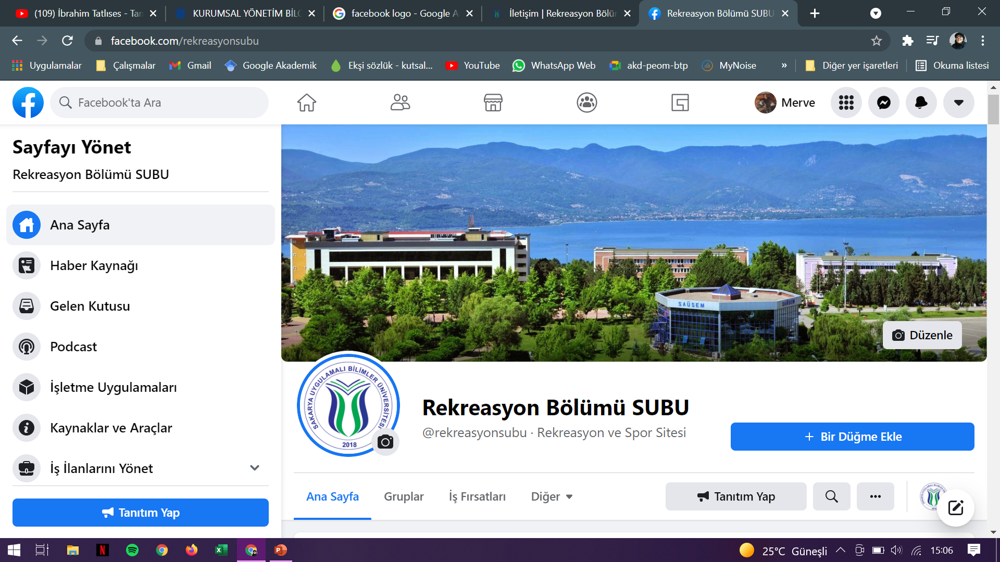 (109) İbrahim Tatlıses - Tan
KURUMSAL YÖNETİM BİLG
facebook logo - Google A
İletişim | Rekreasyon Bölür
Rekreasyon Bölümü SUBU
facebook.com/rekreasyonsubu
Uygulamalar
Çalışmalar
Gmail
Google Akademik
Ekşi sözlük - kutsal...
YouTube
WhatsApp Web
akd-peom-btp
MyNoise
»
Diğer yer işaretleri
Okuma listesi
Facebook'ta Ara
Merve
Sayfayı Yönet
Rekreasyon Bölümü SUBU
Ana Sayfa
Haber Kaynağı
Gelen Kutusu
Podcast
İşletme Uygulamaları
Kaynaklar ve Araçlar
İş İlanlarını Yönet
Tanıtım Yap
SAÜSEM
Düzenle
SAKARYA UYGULAMALI BİLİMLER ÜNİVERSİTESİ
2018
Rekreasyon Bölümü SUBU
@rekreasyonsubu · Rekreasyon ve Spor Sitesi
+ Bir Düğme Ekle
Ana Sayfa
Gruplar
İş Fırsatları
Diğer
Tanıtım Yap
25°C Güneşli
15:06